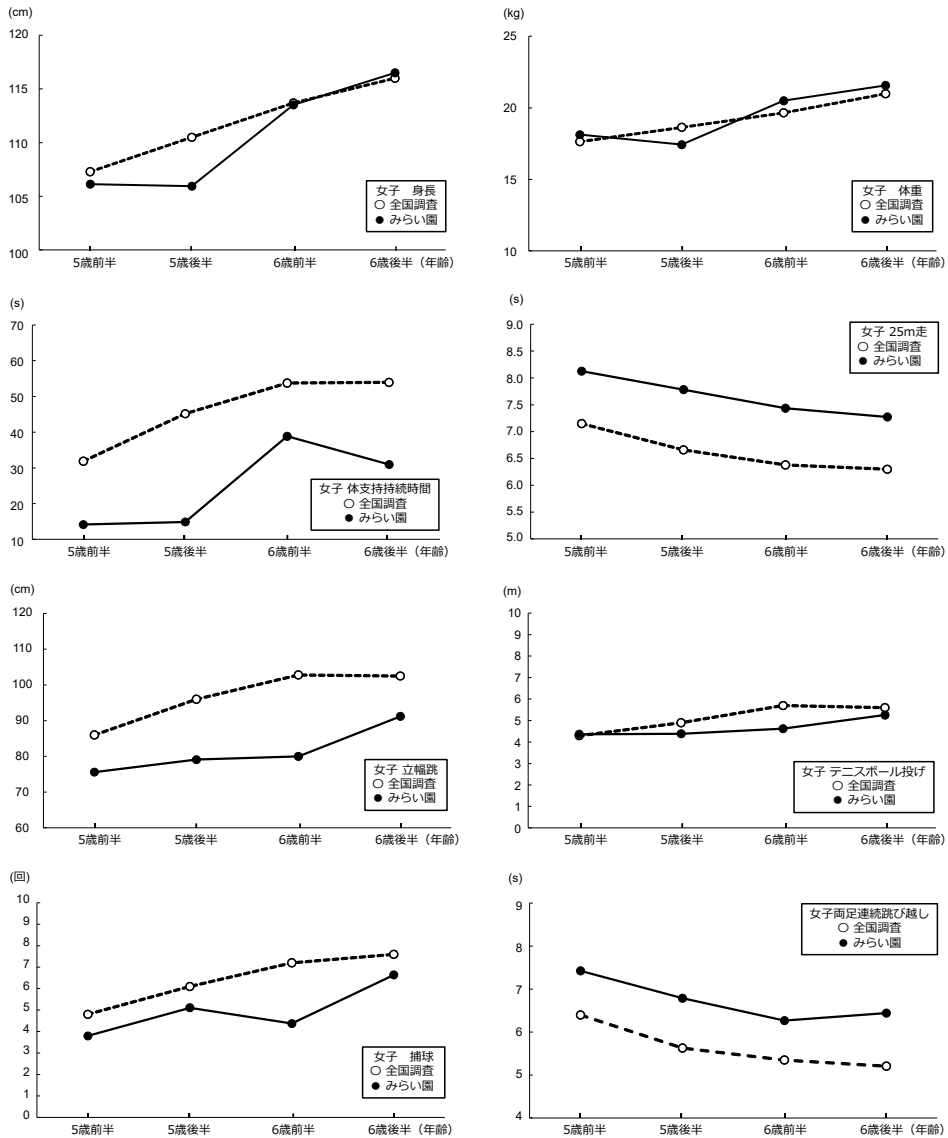 (cm)
120
115
110
105
100
5歳前半
5歳後半
6歳前半
6歳後半（年齢）
女子　身長
全国調査
みらい園
(kg)
25
20
15
10
5歳前半
5歳後半
6歳前半
6歳後半（年齢）
女子　体重
全国調査
みらい園
(s)
70
60
50
40
30
20
10
5歳前半
5歳後半
6歳前半
6歳後半（年齢）
女子 体支持持続時間
全国調査
みらい園
(s)
9.0
8.5
8.0
7.5
7.0
6.5
6.0
5.5
5.0
5歳前半
5歳後半
6歳前半
6歳後半（年齢）
女子 25m走
全国調査
みらい園
(cm)
120
110
100
90
80
70
60
5歳前半
5歳後半
6歳前半
6歳後半（年齢）
女子 立幅跳
全国調査
みらい園
(m)
10
9
8
7
6
5
4
3
2
1
0
5歳前半
5歳後半
6歳前半
6歳後半（年齢）
女子 テニスボール投げ
全国調査
みらい園
(回)
10
9
8
7
6
5
4
3
2
1
0
5歳前半
5歳後半
6歳前半
6歳後半（年齢）
女子　捕球
全国調査
みらい園
(s)
9
8
7
6
5
4
5歳前半
5歳後半
6歳前半
6歳後半（年齢）
女子両足連続跳び越し
全国調査
みらい園